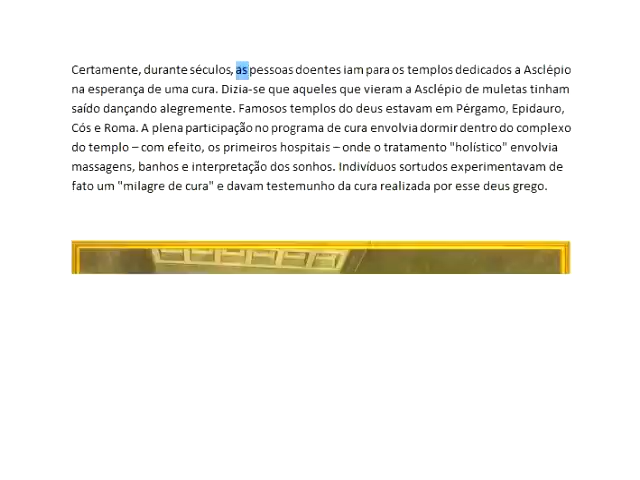 Certamente, durante séculos, as pessoas doentes iam para os templos dedicados a Asclépio
na esperança de uma cura. Dizia-se que aqueles que vieram a Asclépio de muletas tinham
saído dançando alegremente. Famosos templos do deus estavam em Pérgamo, Epidauro,
Cós e Roma. A plena participação no programa de cura envolvia dormir dentro do complexo
do templo – com efeito, os primeiros hospitais – onde o tratamento "holístico" envolvia
massagens, banhos e interpretação dos sonhos. Indivíduos sortudos experimentavam de
fato um "milagre de cura" e davam testemunho da cura realizada por esse deus grego.